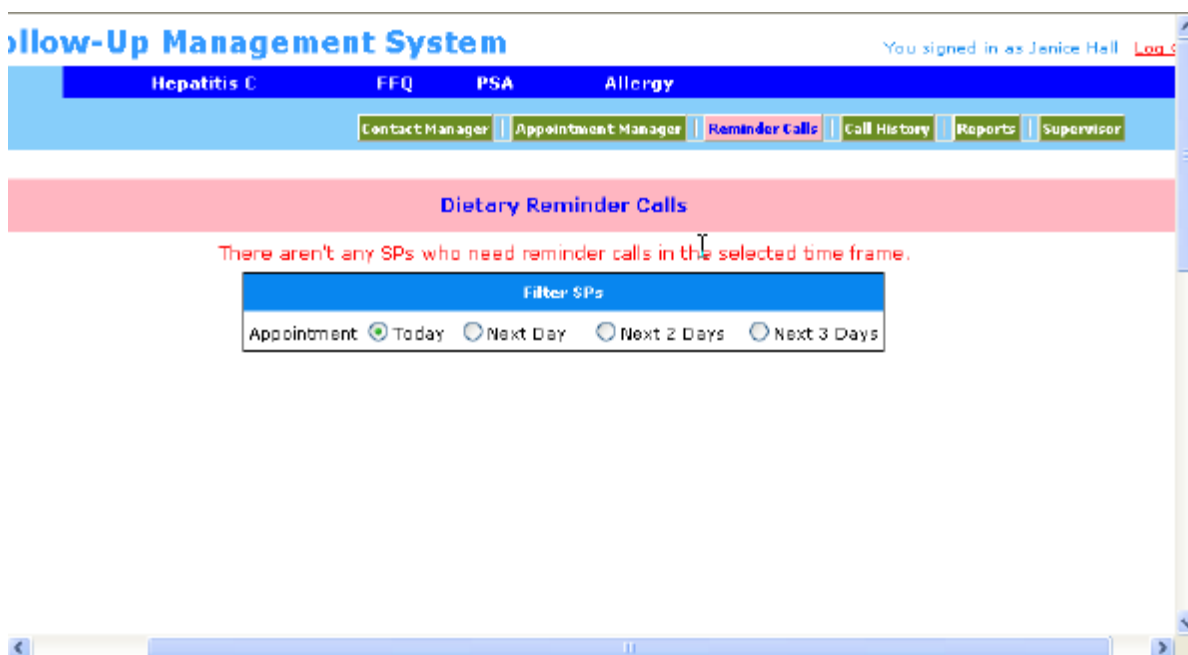 ollow-Up Management System
You signed in as Janice Hall Log
Hepatitis C FFQ PSA Allergy
Contact Manager Appointment Manager Reminder Calls Call History Reports Supervisor
Dietary Reminder Calls
There aren't any SPs who need reminder calls in the selected time frame.
Filter SPs
Appointment Today Next Day Next 2 Days Next 3 Days